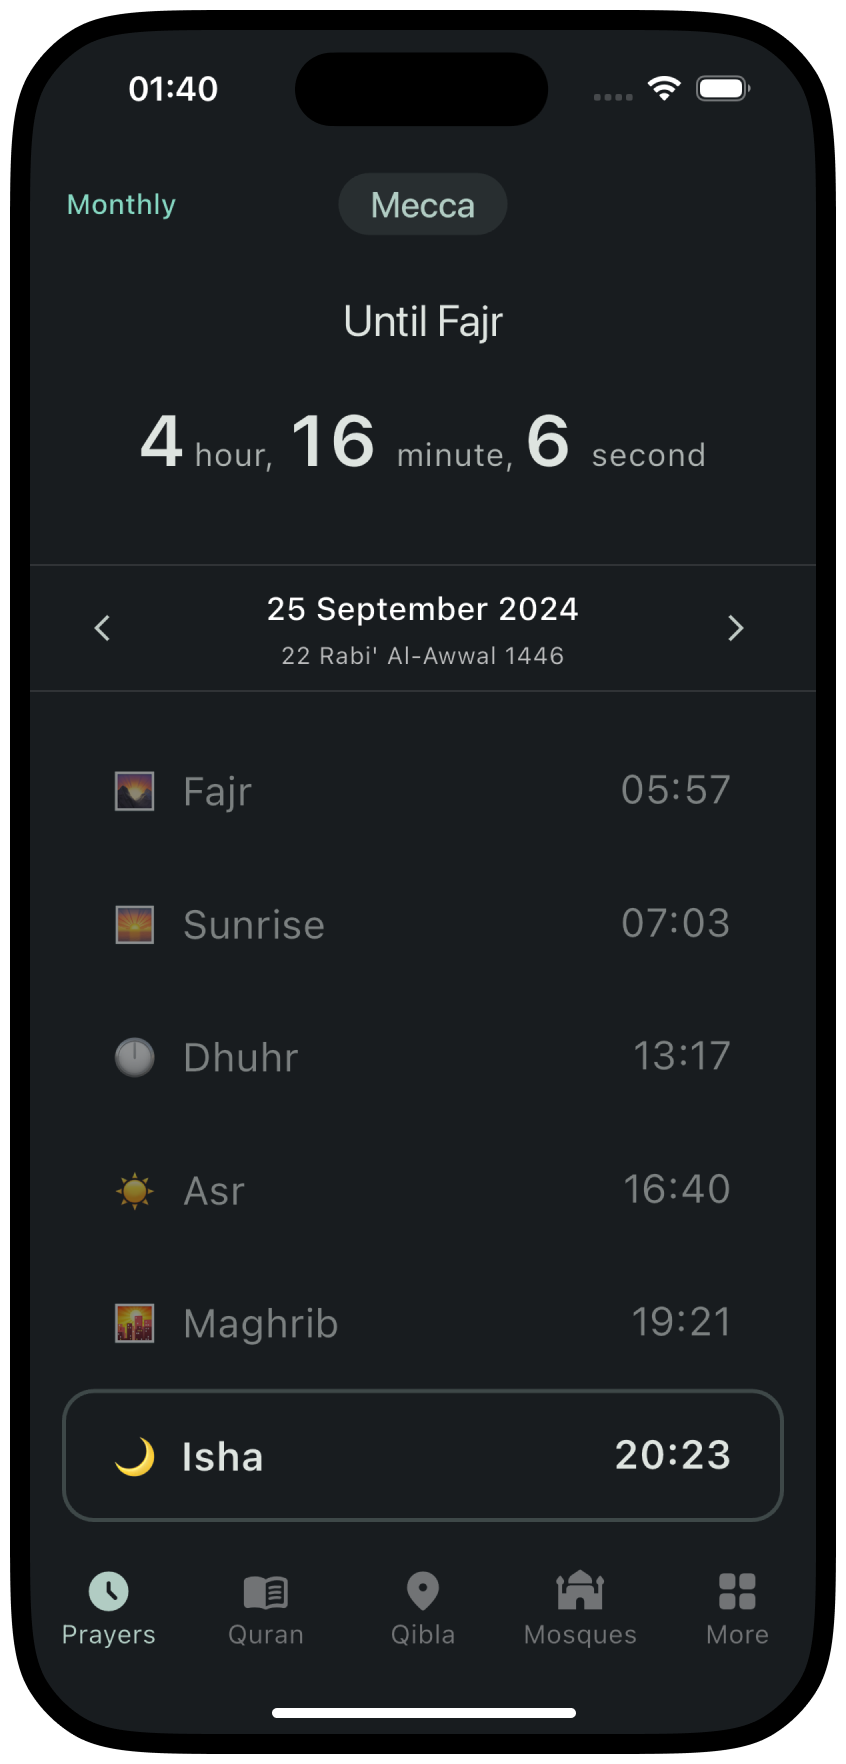 01:40
Monthly
Mecca
Until Fajr
4 hour, 16 minute, 6 second
25 September 2024
22 Rabi' Al-Awwal 1446
Fajr 05:57
Sunrise 07:03
Dhuhr 13:17
Asr 16:40
Maghrib 19:21
Isha 20:23
Prayers Quran Qibla Mosques More